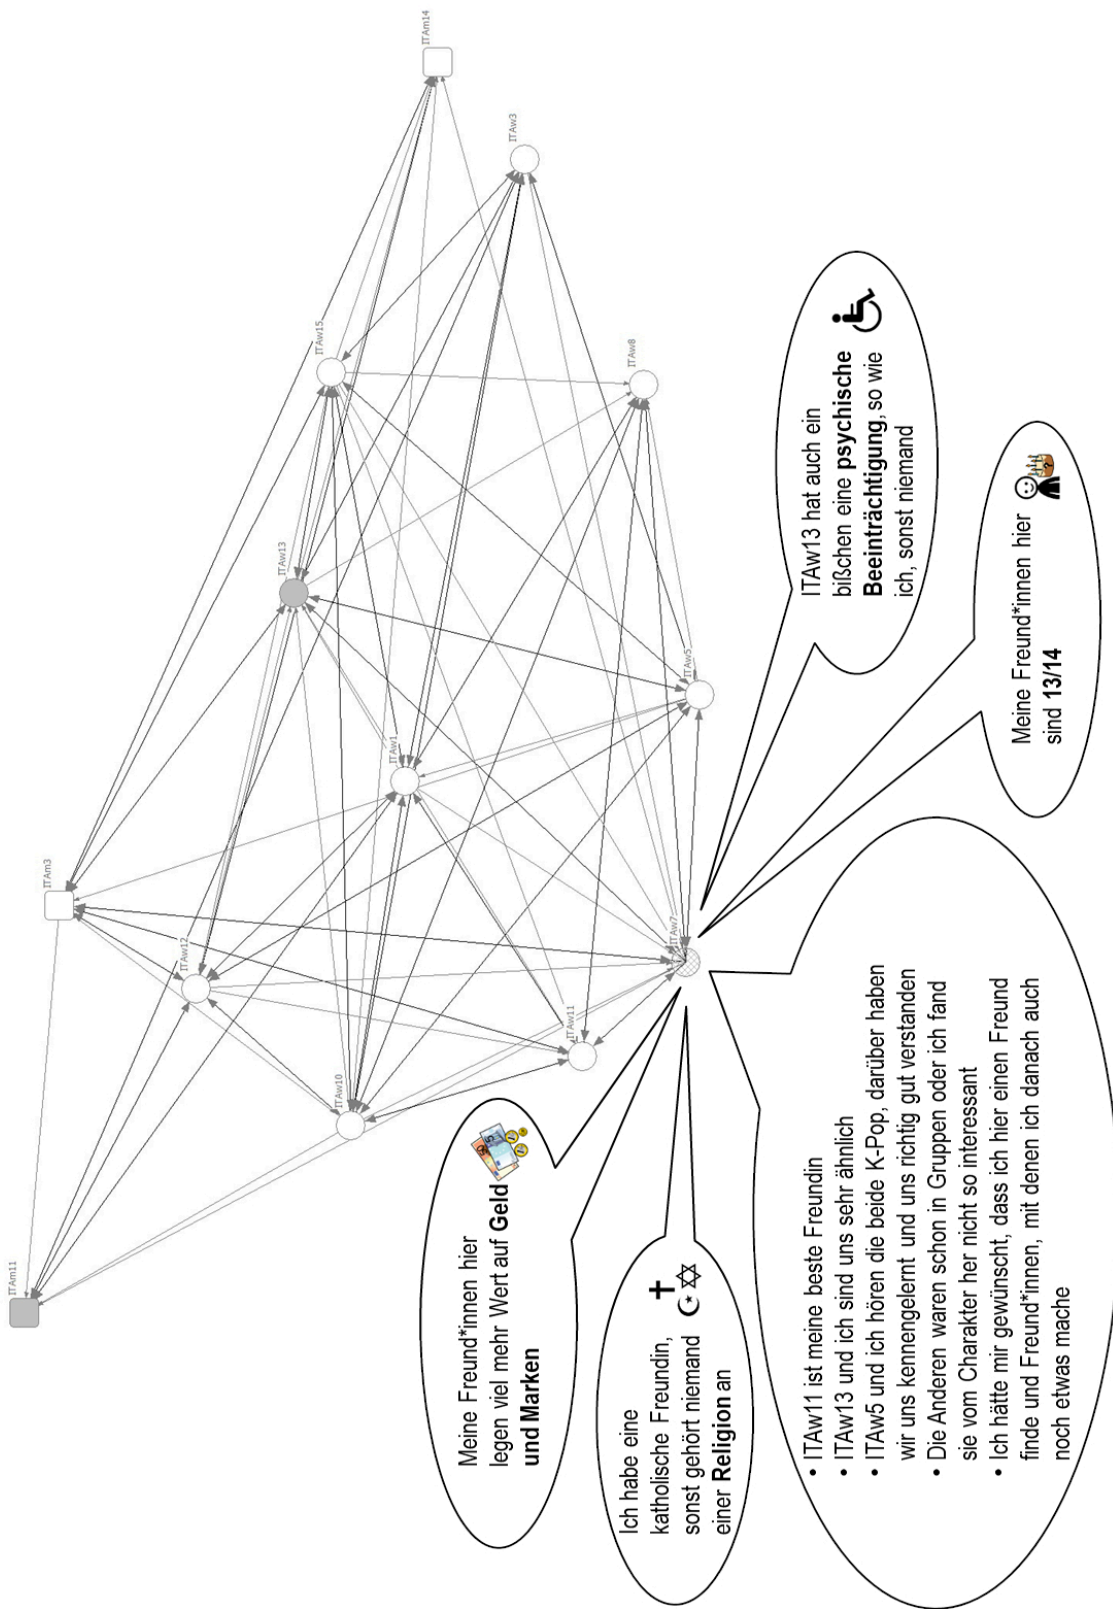 ITAm11
ITAm3
ITAw12
ITAw13
ITAw15
ITAw10
ITAw1
ITAm14
ITAw3
ITAw11
ITAw8
ITAw7
ITAw5
Meine Freund*innen hier
legen viel mehr Wert auf Geld
und Marken
Ich habe eine
katholische Freundin,
sonst gehört niemand
einer Religion an
• ITAw11 ist meine beste Freundin
• ITAw13 und ich sind uns sehr ähnlich
• ITAw5 und ich hören die beide K-Pop, darüber haben
wir uns kennengelernt und uns richtig gut verstanden
• Die Anderen waren schon in Gruppen oder ich fand
sie vom Charakter her nicht so interessant
• Ich hätte mir gewünscht, dass ich hier einen Freund
finde und Freund*innen, mit denen ich danach auch
noch etwas mache
ITAw13 hat auch ein
bißchen eine psychische
Beeinträchtigung, so wie
ich, sonst niemand
Meine Freund*innen hier
sind 13/14